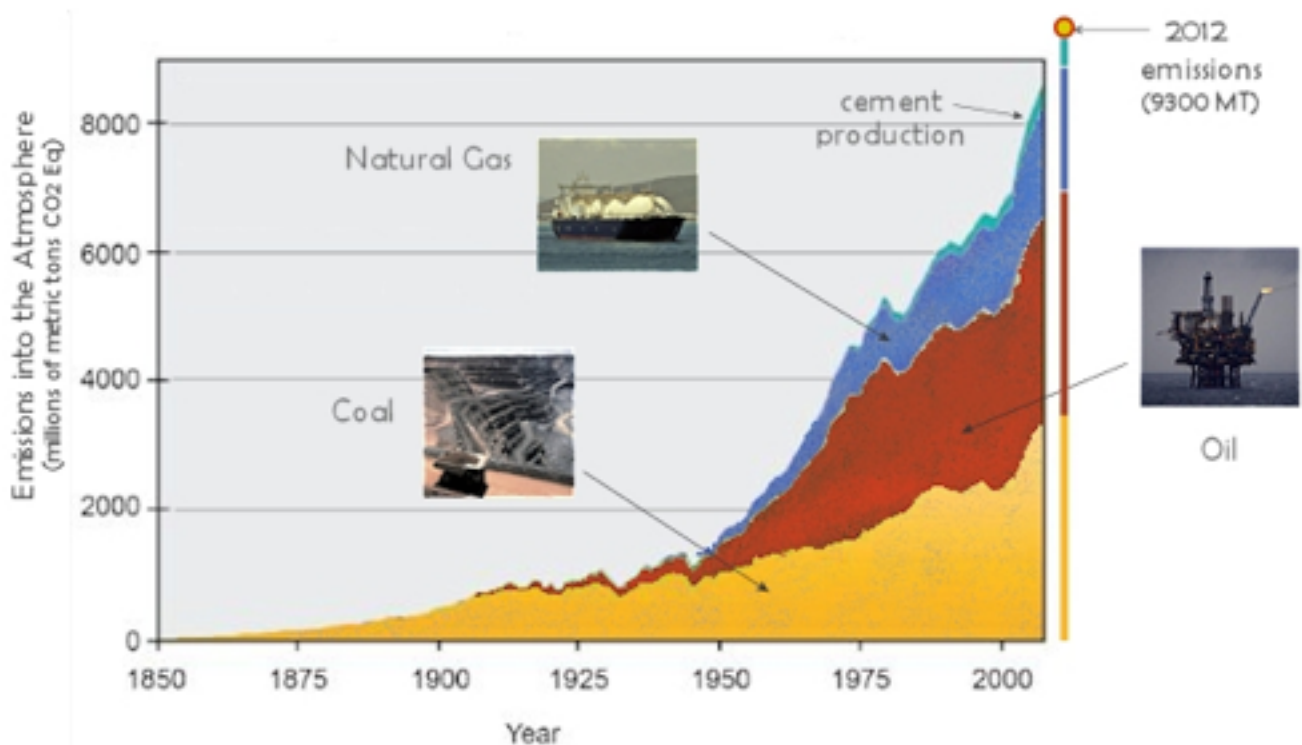 2012
emissions
(9300 MT)
cement
production
Natural Gas
Coal
Oil
Emissions into the Atmosphere
(millions of metric tons CO2 Eq)
8000
6000
4000
2000
0
1850 1875 1900 1925 1950 1975 2000
Year